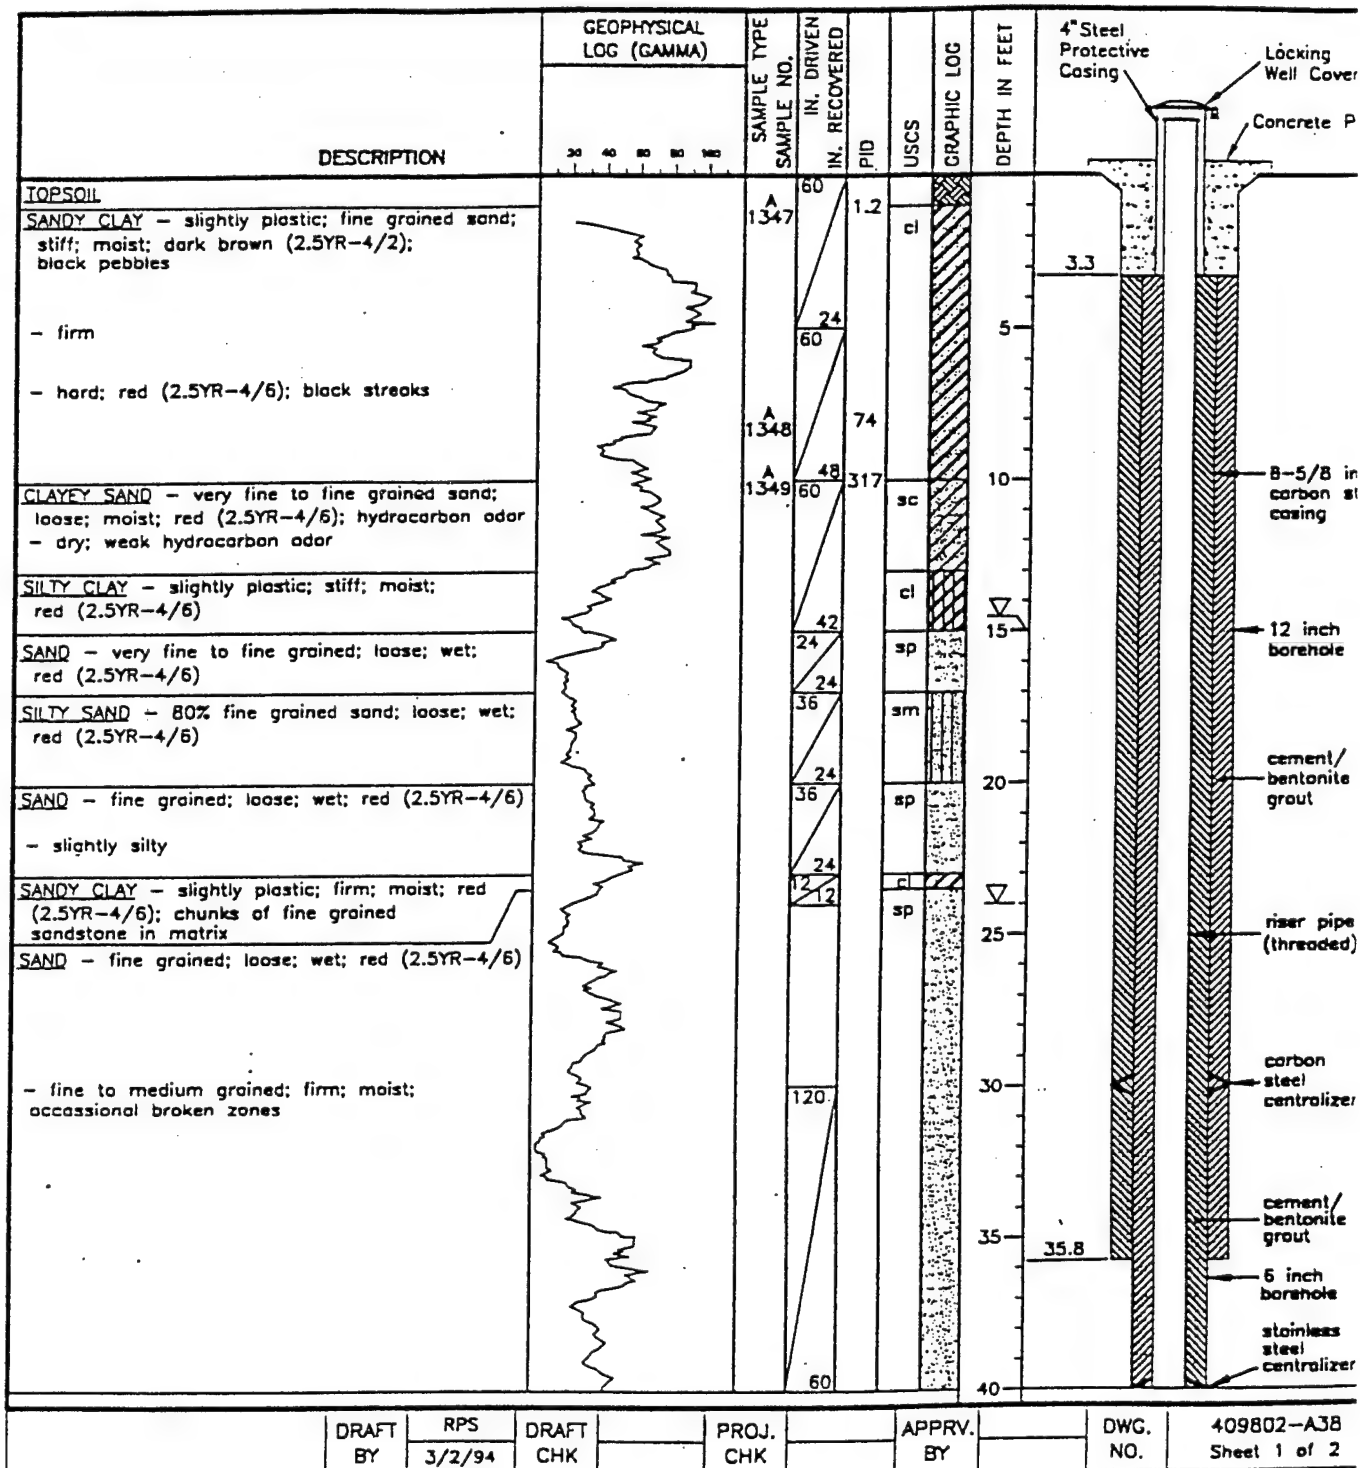 GEOPHYSICAL
LOG (GAMMA)
SAMPLE TYPE
SAMPLE NO.
IN. DRIVEN
IN. RECOVERED
PID
USCS
GRAPHIC LOG
DEPTH IN FEET
4" Steel
Protective
Casing
Locking
Well Cover
Concrete P
DESCRIPTION
20 40 60 80 100
TOPSOIL
SANDY CLAY – slightly plastic; fine grained sand;
stiff; moist; dark brown (2.5YR-4/2);
black pebbles
– firm
– hard; red (2.5YR-4/6); black streaks
CLAYEY SAND – very fine to fine grained sand;
loose; moist; red (2.5YR-4/6); hydrocarbon odor
– dry; weak hydrocarbon odor
SILTY CLAY – slightly plastic; stiff; moist;
red (2.5YR-4/6)
SAND – very fine to fine grained; loose; wet;
red (2.5YR-4/6)
SILTY SAND – 80% fine grained sand; loose; wet;
red (2.5YR-4/6)
SAND – fine grained; loose; wet; red (2.5YR-4/6)
– slightly silty
SANDY CLAY – slightly plastic; firm; moist; red
(2.5YR-4/6); chunks of fine grained
sandstone in matrix
SAND – fine grained; loose; wet; red (2.5YR-4/6)
– fine to medium grained; firm; moist;
occassional broken zones
A
1347
A
1348
A
1349
60
24
60
48
60
42
24
24
36
24
36
24
12
12
120
60
1.2
74
317
cl
sc
cl
sp
sm
sp
cl
sp
5
10
15
20
25
30
35
40
3.3
35.8
8-5/8 in
carbon st
casing
12 inch
borehole
cement/
bentonite
grout
riser pipe
(threaded)
carbon
steel
centralizer
cement/
bentonite
grout
6 inch
borehole
stainless
steel
centralizer
DRAFT
BY
RPS
3/2/94
DRAFT
CHK
PROJ.
CHK
APPRV.
BY
DWG.
NO.
409802-A38
Sheet 1 of 2